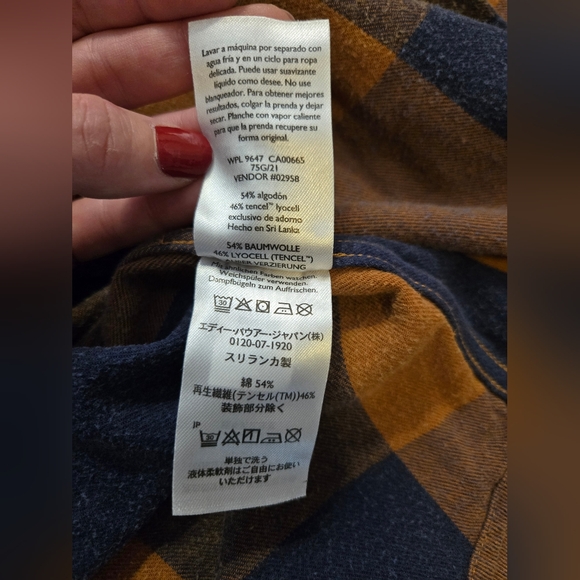 Lavar a máquina por separado con
agua fría y en un ciclo para ropa
delicada. Puede usar suavizante
líquido como desee. No use
blanqueador. Para obtener mejores
resultados, colgar la prenda y dejar
secar. Planche con vapor caliente
para que la prenda recupere su
forma original.
WPL 9647 CA00665
75G/21
VENDOR #02958
54% algodón
46% tencel™ lyocell
exclusivo de adorno
Hecho en Sri Lanka
54% BAUMWOLLE
46% LYOCELL (TENCEL™)
VERZIERUNG
Farben waschen.
Weichspüler verwenden.
Dampfbügeln zum Auffrischen.
30
エディー・バウアー・ジャパン(株)
0120-07-1920
スリランカ製
綿 54%
再生繊維(テンセル(TM))46%
装飾部分除く
JP
30
単独で洗う
液体柔軟剤はご自由にお使い
いただけます